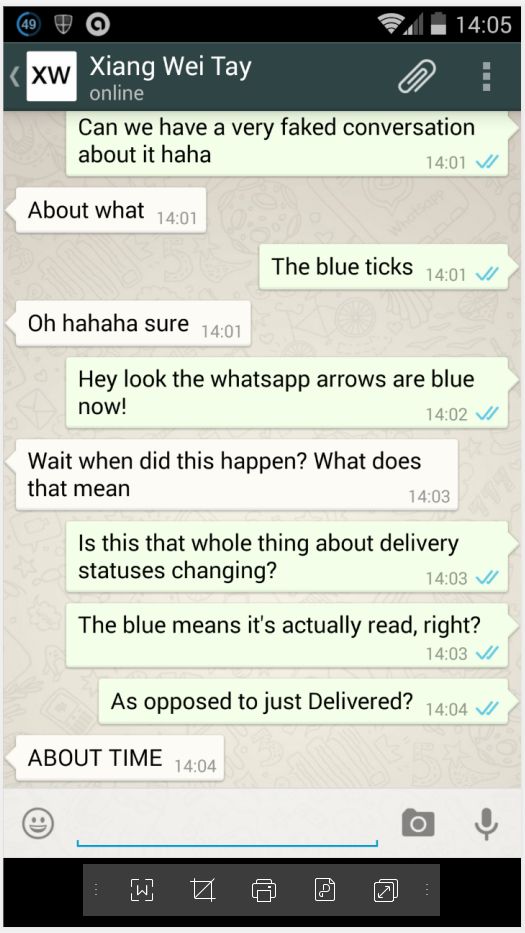 49
14:05
XW
Xiang Wei Tay
online
Can we have a very faked conversation
about it haha
14:01
About what 14:01
The blue ticks 14:01
Oh hahaha sure 14:01
Hey look the whatsapp arrows are blue
now!
14:02
Wait when did this happen? What does
that mean
14:03
Is this that whole thing about delivery
statuses changing?
14:03
The blue means it's actually read, right?
14:03
As opposed to just Delivered? 14:04
ABOUT TIME 14:04